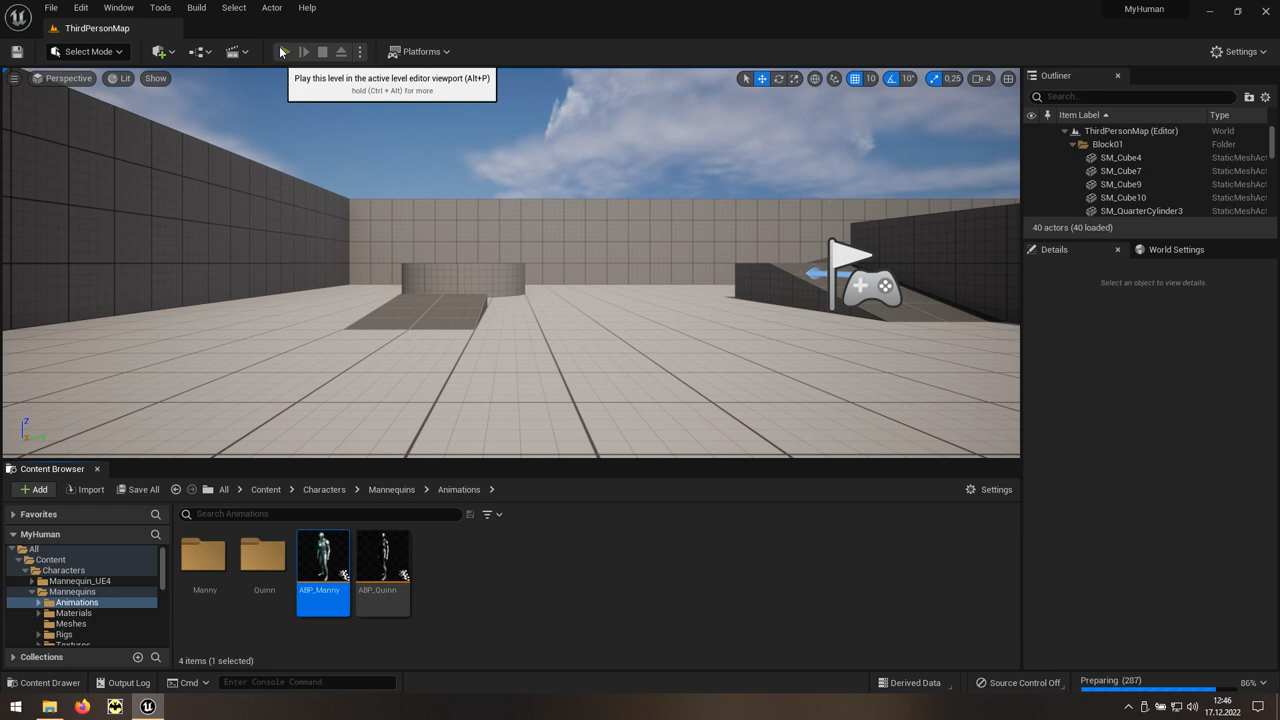 File Edit Window Tools Build Select Actor Help
MyHuman
ThirdPersonMap
Select Mode
Platforms
Settings
Play this level in the active level editor viewport (Alt+P)
hold (Ctrl + Alt) for more
Perspective Lit Show
10 10° 0,25 4
Outliner
Search...
Item Label Type
ThirdPersonMap (Editor) World
Block01 Folder
SM_Cube4 StaticMeshAct
SM_Cube7 StaticMeshAct
SM_Cube9 StaticMeshAct
SM_Cube10 StaticMeshAct
SM_QuarterCylinder3 StaticMeshAct
40 actors (40 loaded)
Details World Settings
Select an object to view details.
Z
Content Browser
Add Import Save All All Content Characters Mannequins Animations Settings
Favorites
Search Animations
MyHuman
All
Content
Characters
Mannequin_UE4
Mannequins
Animations
Materials
Meshes
Rigs
Textures
Manny Quinn ABP_Manny ABP_Quinn
Collections
4 items (1 selected)
Content Drawer Output Log Cmd Enter Console Command Derived Data Source Control Off Preparing (287) 86%
12:46
17.12.2022